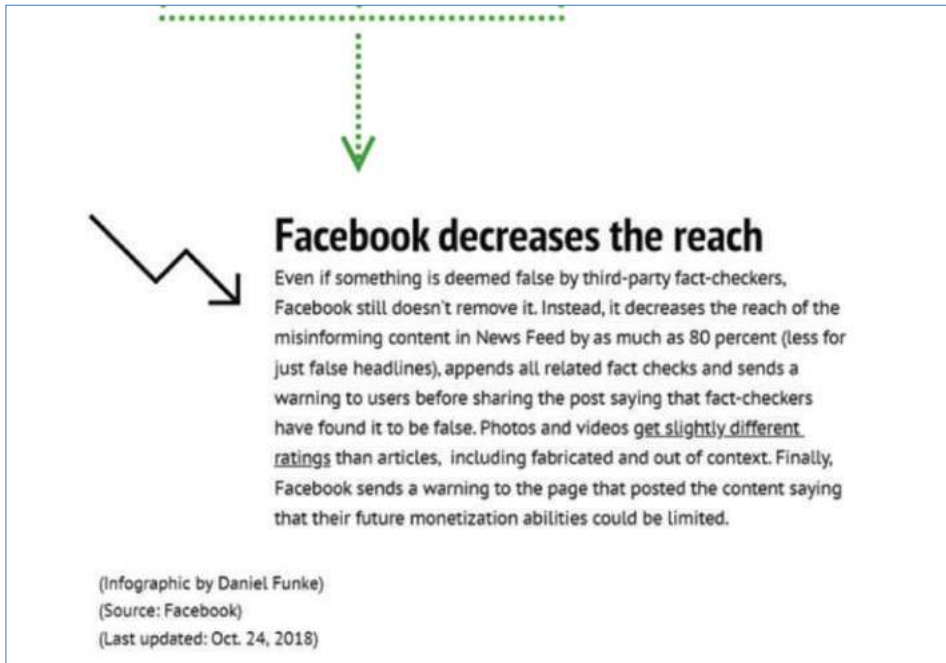 Facebook decreases the reach
Even if something is deemed false by third-party fact-checkers,
Facebook still doesn't remove it. Instead, it decreases the reach of the
misinforming content in News Feed by as much as 80 percent (less for
just false headlines), appends all related fact checks and sends a
warning to users before sharing the post saying that fact-checkers
have found it to be false. Photos and videos get slightly different
ratings than articles, including fabricated and out of context. Finally,
Facebook sends a warning to the page that posted the content saying
that their future monetization abilities could be limited.
(Infographic by Daniel Funke)
(Source: Facebook)
(Last updated: Oct. 24, 2018)